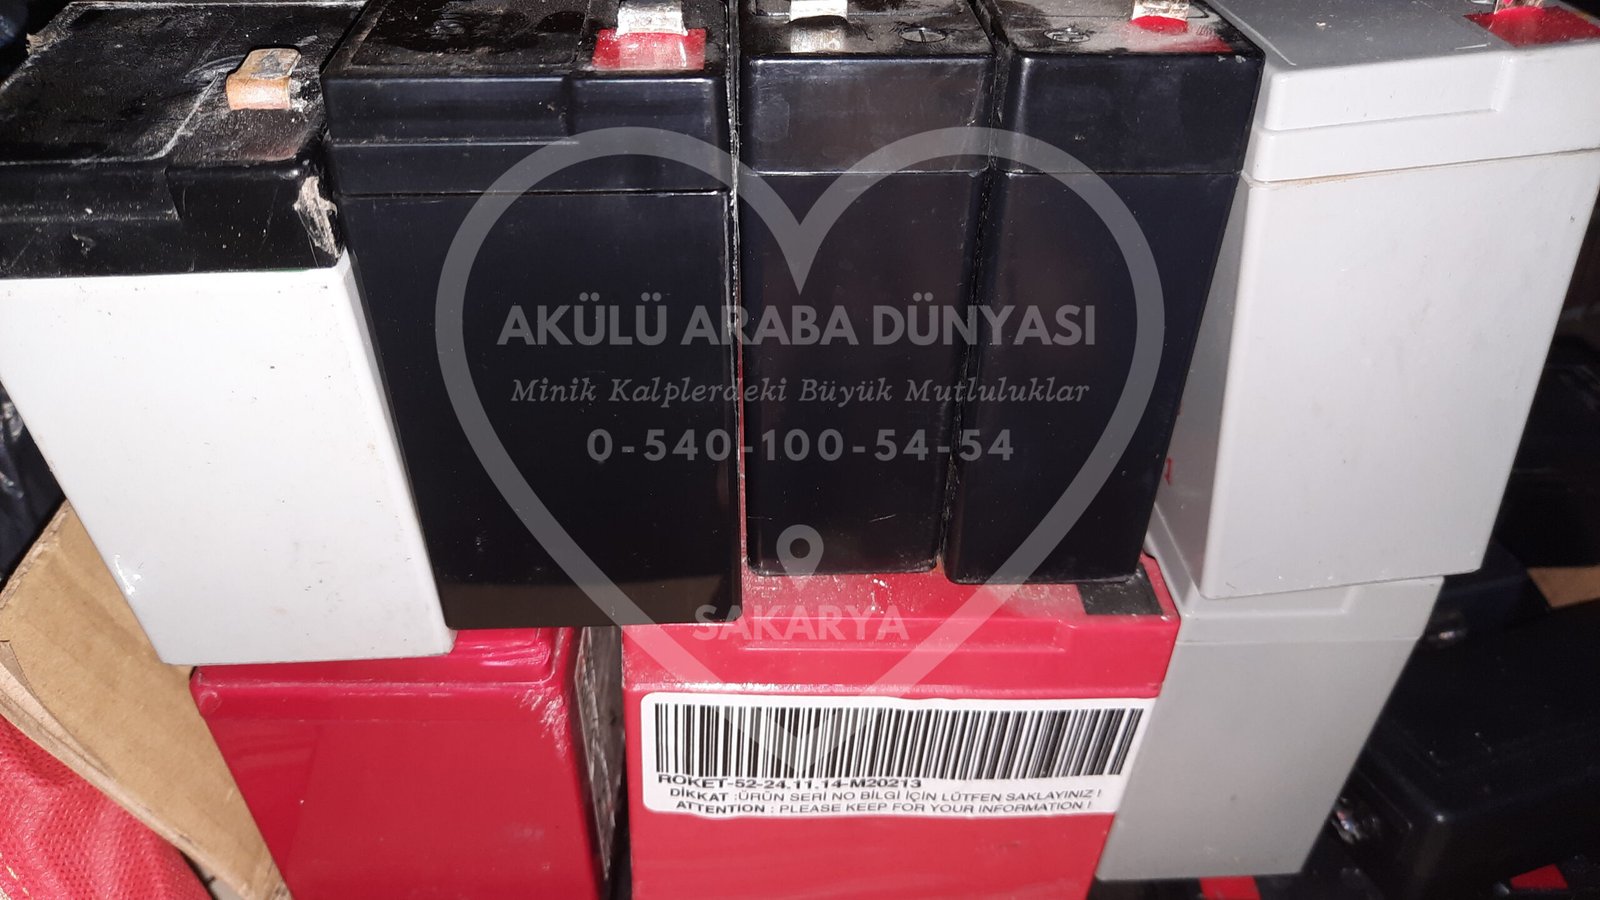 AKÜLÜ ARABA DÜNYASI
Minik Kalplerdeki Büyük Mutluluklar
0-540-100-54-54
SAKARYA
ROKET-52-24.11.14-M20213
DİKKAT :ÜRÜN SERİ NO BİLGİ İÇİN LÜTFEN SAKLAYINIZ !
ATTENTION : PLEASE KEEP FOR YOUR INFORMATION !